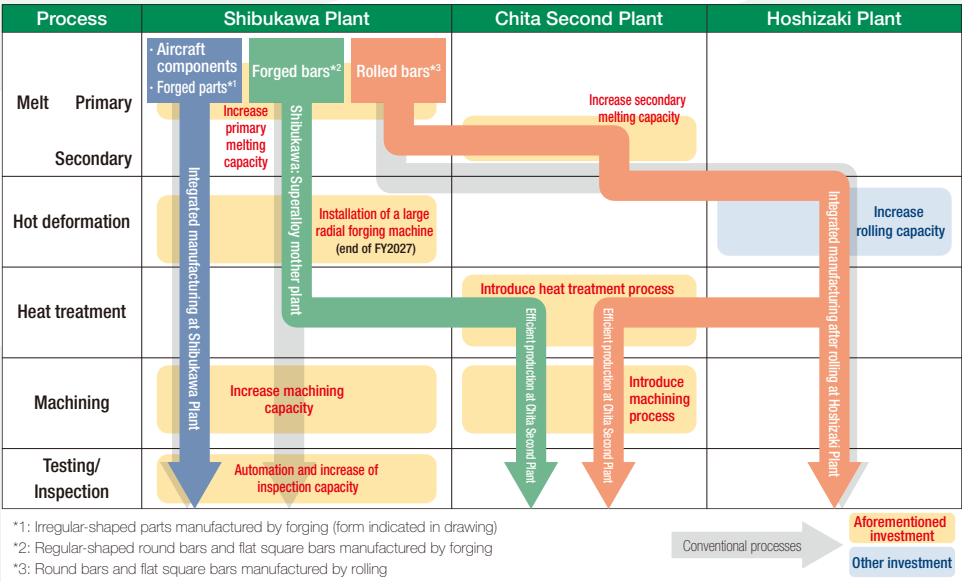 Process
Shibukawa Plant
Chita Second Plant
Hoshizaki Plant
Melt Primary
Secondary
· Aircraft
components
· Forged parts*1
Forged bars*2
Rolled bars*3
Increase
primary
melting
capacity
Increase secondary
melting capacity
Integrated manufacturing at Shibukawa Plant
Shibukawa: Superalloy mother plant
Hot deformation
Installation of a large
radial forging machine
(end of FY2027)
Increase
rolling capacity
Integrated manufacturing after rolling at Hoshizaki Plant
Heat treatment
Introduce heat treatment process
Efficient production at Chita Second Plant
Efficient production at Chita Second Plant
Machining
Increase machining
capacity
Introduce
machining
process
Testing/
Inspection
Automation and increase of
inspection capacity
*1: Irregular-shaped parts manufactured by forging (form indicated in drawing)
*2: Regular-shaped round bars and flat square bars manufactured by forging
*3: Round bars and flat square bars manufactured by rolling
Conventional processes
Aforementioned
investment
Other investment